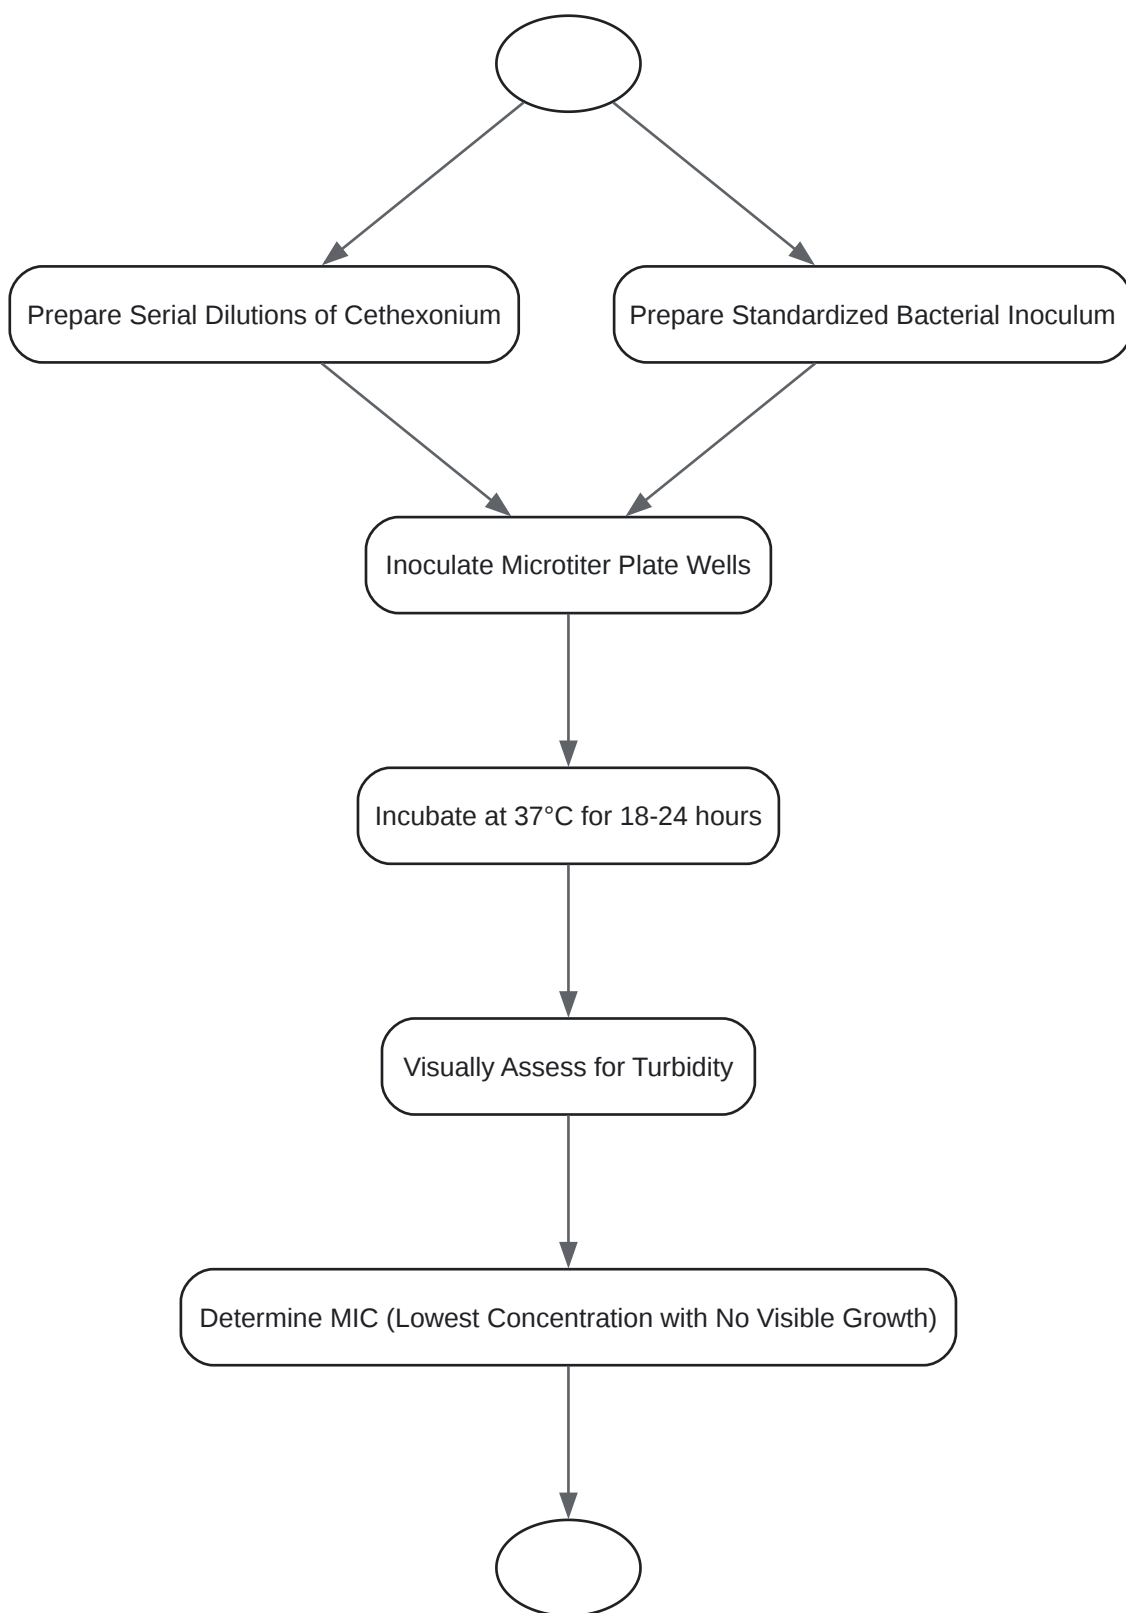 Prepare Serial Dilutions of Cethexonium
Prepare Standardized Bacterial Inoculum
Inoculate Microtiter Plate Wells
Incubate at 37°C for 18-24 hours
Visually Assess for Turbidity
Determine MIC (Lowest Concentration with No Visible Growth)